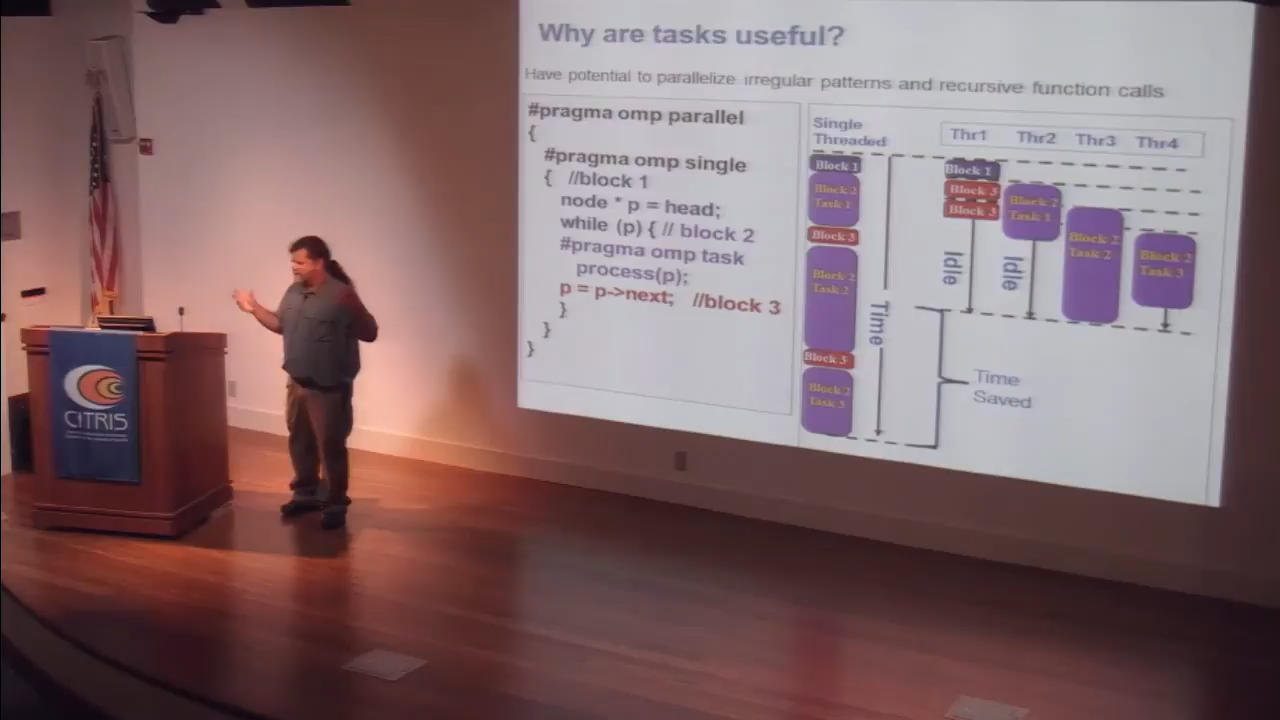 Why are tasks useful?
Have potential to parallelize irregular patterns and recursive function calls
#pragma omp parallel
{
#pragma omp single
{ //block 1
node * p = head;
while (p) { // block 2
#pragma omp task
process(p);
p = p->next; //block 3
}
}
}
Single
Threaded
Block 1
Block 2
Task 1
Block 3
Block 2
Task 2
Block 3
Block 2
Task 3
Time
Thr1 Thr2 Thr3 Thr4
Block 1
Block 3
Block 3
Idle
Block 2
Task 1
Idle
Block 2
Task 2
Block 2
Task 3
Time
Saved
CITRIS